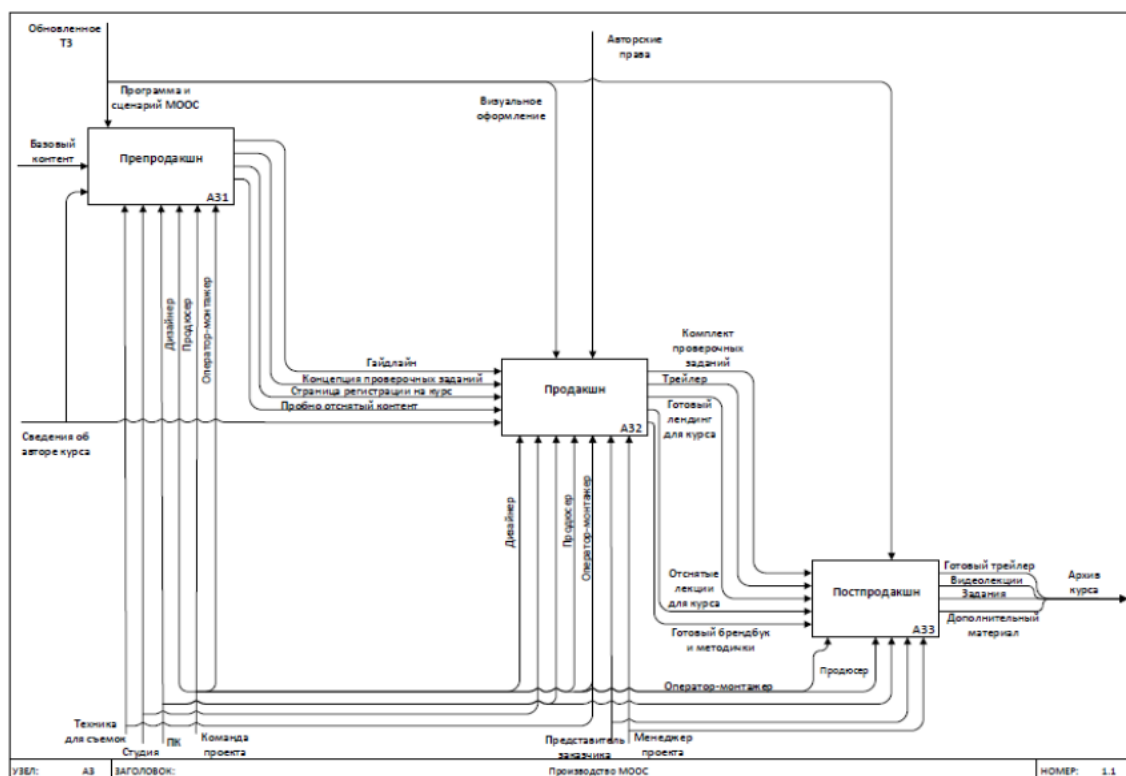 Обновленное
ТЗ
Авторские
права
Программа и
сценарий МООС
Визуальное
оформление
Базовый
контент
Препродакшн
А31
Дизайнер
Продюсер
Оператор-монтажер
Гайдлайн
Концепция проверочных заданий
Страница регистрации на курс
Пробно отснятый контент
Сведения об
авторе курса
Продакшн
А32
Комплект
проверочных
заданий
Трейлер
Готовый
лендинг
для курса
Дизайнер
Продюсер
Оператор-монтажер
Отснятые
лекции
для курса
Готовый брендбук
и методички
Постпродакшн
А33
Готовый трейлер
Видеолекции
Задания
Дополнительный
материал
Архив
курса
Продюсер
Оператор-монтажер
Техника
для съемок
Студия
ПК
Команда
проекта
Представитель
заказчика
Менеджер
проекта
УЗЕЛ: А3 ЗАГОЛОВОК: Производство МООС НОМЕР: 1.1